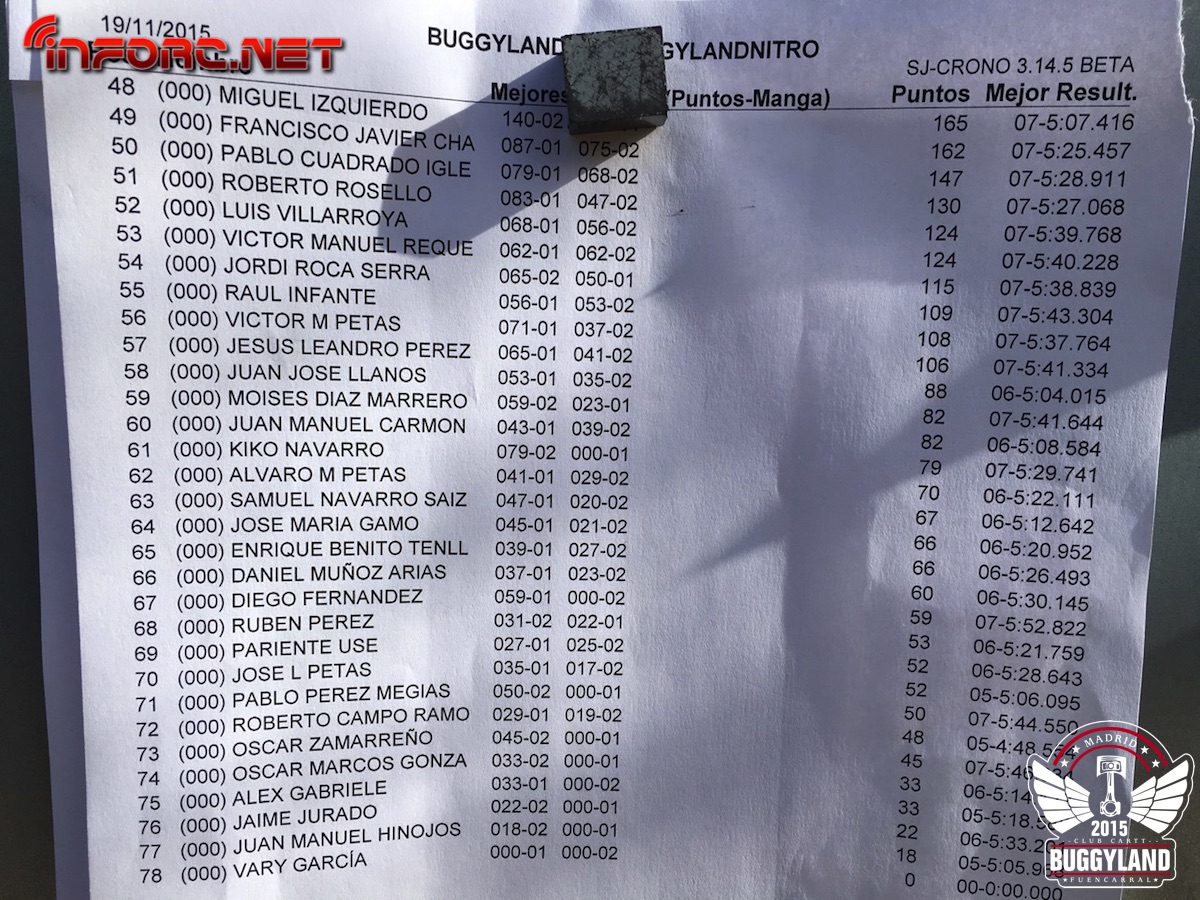 19/11/2015
inforc.net
BUGGYLAND GYLANDNITRO
SJ-CRONO 3.14.5 BETA
Mejores (Puntos-Manga) Puntos Mejor Result.
48 (000) MIGUEL IZQUIERDO 140-02 165 07-5:07.416
49 (000) FRANCISCO JAVIER CHA 087-01 075-02 162 07-5:25.457
50 (000) PABLO CUADRADO IGLE 079-01 068-02 147 07-5:28.911
51 (000) ROBERTO ROSELLO 083-01 047-02 130 07-5:27.068
52 (000) LUIS VILLARROYA 068-01 056-02 124 07-5:39.768
53 (000) VICTOR MANUEL REQUE 062-01 062-02 124 07-5:40.228
54 (000) JORDI ROCA SERRA 065-02 050-01 115 07-5:38.839
55 (000) RAUL INFANTE 056-01 053-02 109 07-5:43.304
56 (000) VICTOR M PETAS 071-01 037-02 108 07-5:37.764
57 (000) JESUS LEANDRO PEREZ 065-01 041-02 106 07-5:41.334
58 (000) JUAN JOSE LLANOS 053-01 035-02 88 06-5:04.015
59 (000) MOISES DIAZ MARRERO 059-02 023-01 82 07-5:41.644
60 (000) JUAN MANUEL CARMON 043-01 039-02 82 06-5:08.584
61 (000) KIKO NAVARRO 079-02 000-01 79 07-5:29.741
62 (000) ALVARO M PETAS 041-01 029-02 70 06-5:22.111
63 (000) SAMUEL NAVARRO SAIZ 047-01 020-02 67 06-5:12.642
64 (000) JOSE MARIA GAMO 045-01 021-02 66 06-5:20.952
65 (000) ENRIQUE BENITO TENLL 039-01 027-02 66 06-5:26.493
66 (000) DANIEL MUÑOZ ARIAS 037-01 023-02 60 06-5:30.145
67 (000) DIEGO FERNANDEZ 059-01 000-02 59 07-5:52.822
68 (000) RUBEN PEREZ 031-02 022-01 53 06-5:21.759
69 (000) PARIENTE USE 027-01 025-02 52 06-5:28.643
70 (000) JOSE L PETAS 035-01 017-02 52 05-5:06.095
71 (000) PABLO PEREZ MEGIAS 050-02 000-01 50 07-5:44.550
72 (000) ROBERTO CAMPO RAMO 029-01 019-02 48
73 (000) OSCAR ZAMARREÑO 045-02 000-01 45
74 (000) OSCAR MARCOS GONZA 033-02 000-01 33
75 (000) ALEX GABRIELE 033-01 000-02 33
76 (000) JAIME JURADO 022-02 000-01 22
77 (000) JUAN MANUEL HINOJOS 018-02 000-01 18
78 (000) VARY GARCÍA 000-01 000-02 0 00-0:00.000
MADRID
2015
CLUB CARTT
BUGGYLAND
FUENCARRAL